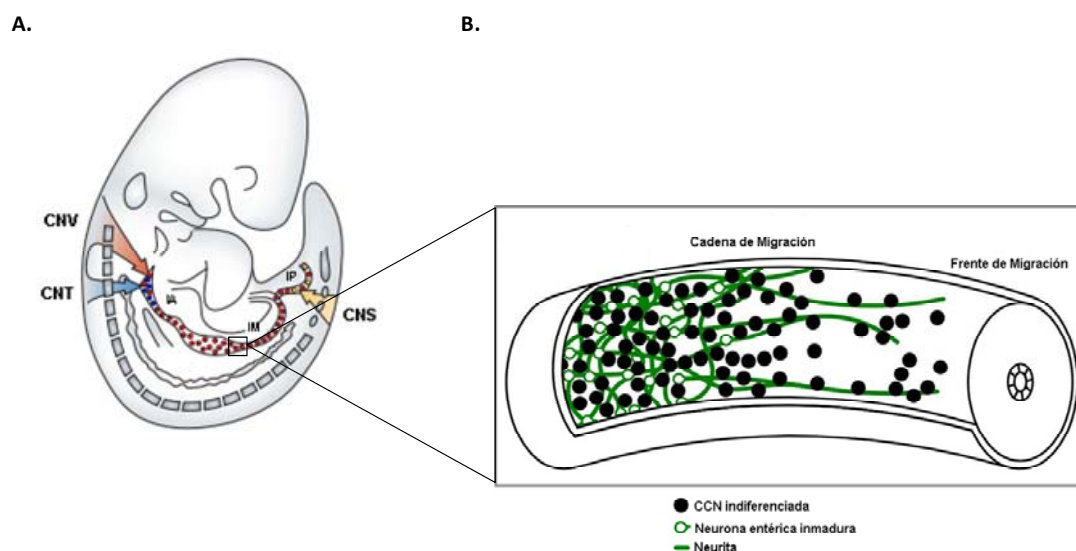 A.
B.
CNV
CNT
IA
IP
IM
CNS
Cadena de Migración
Frente de Migración
CCN indiferenciada
Neurona entérica inmadura
Neurita